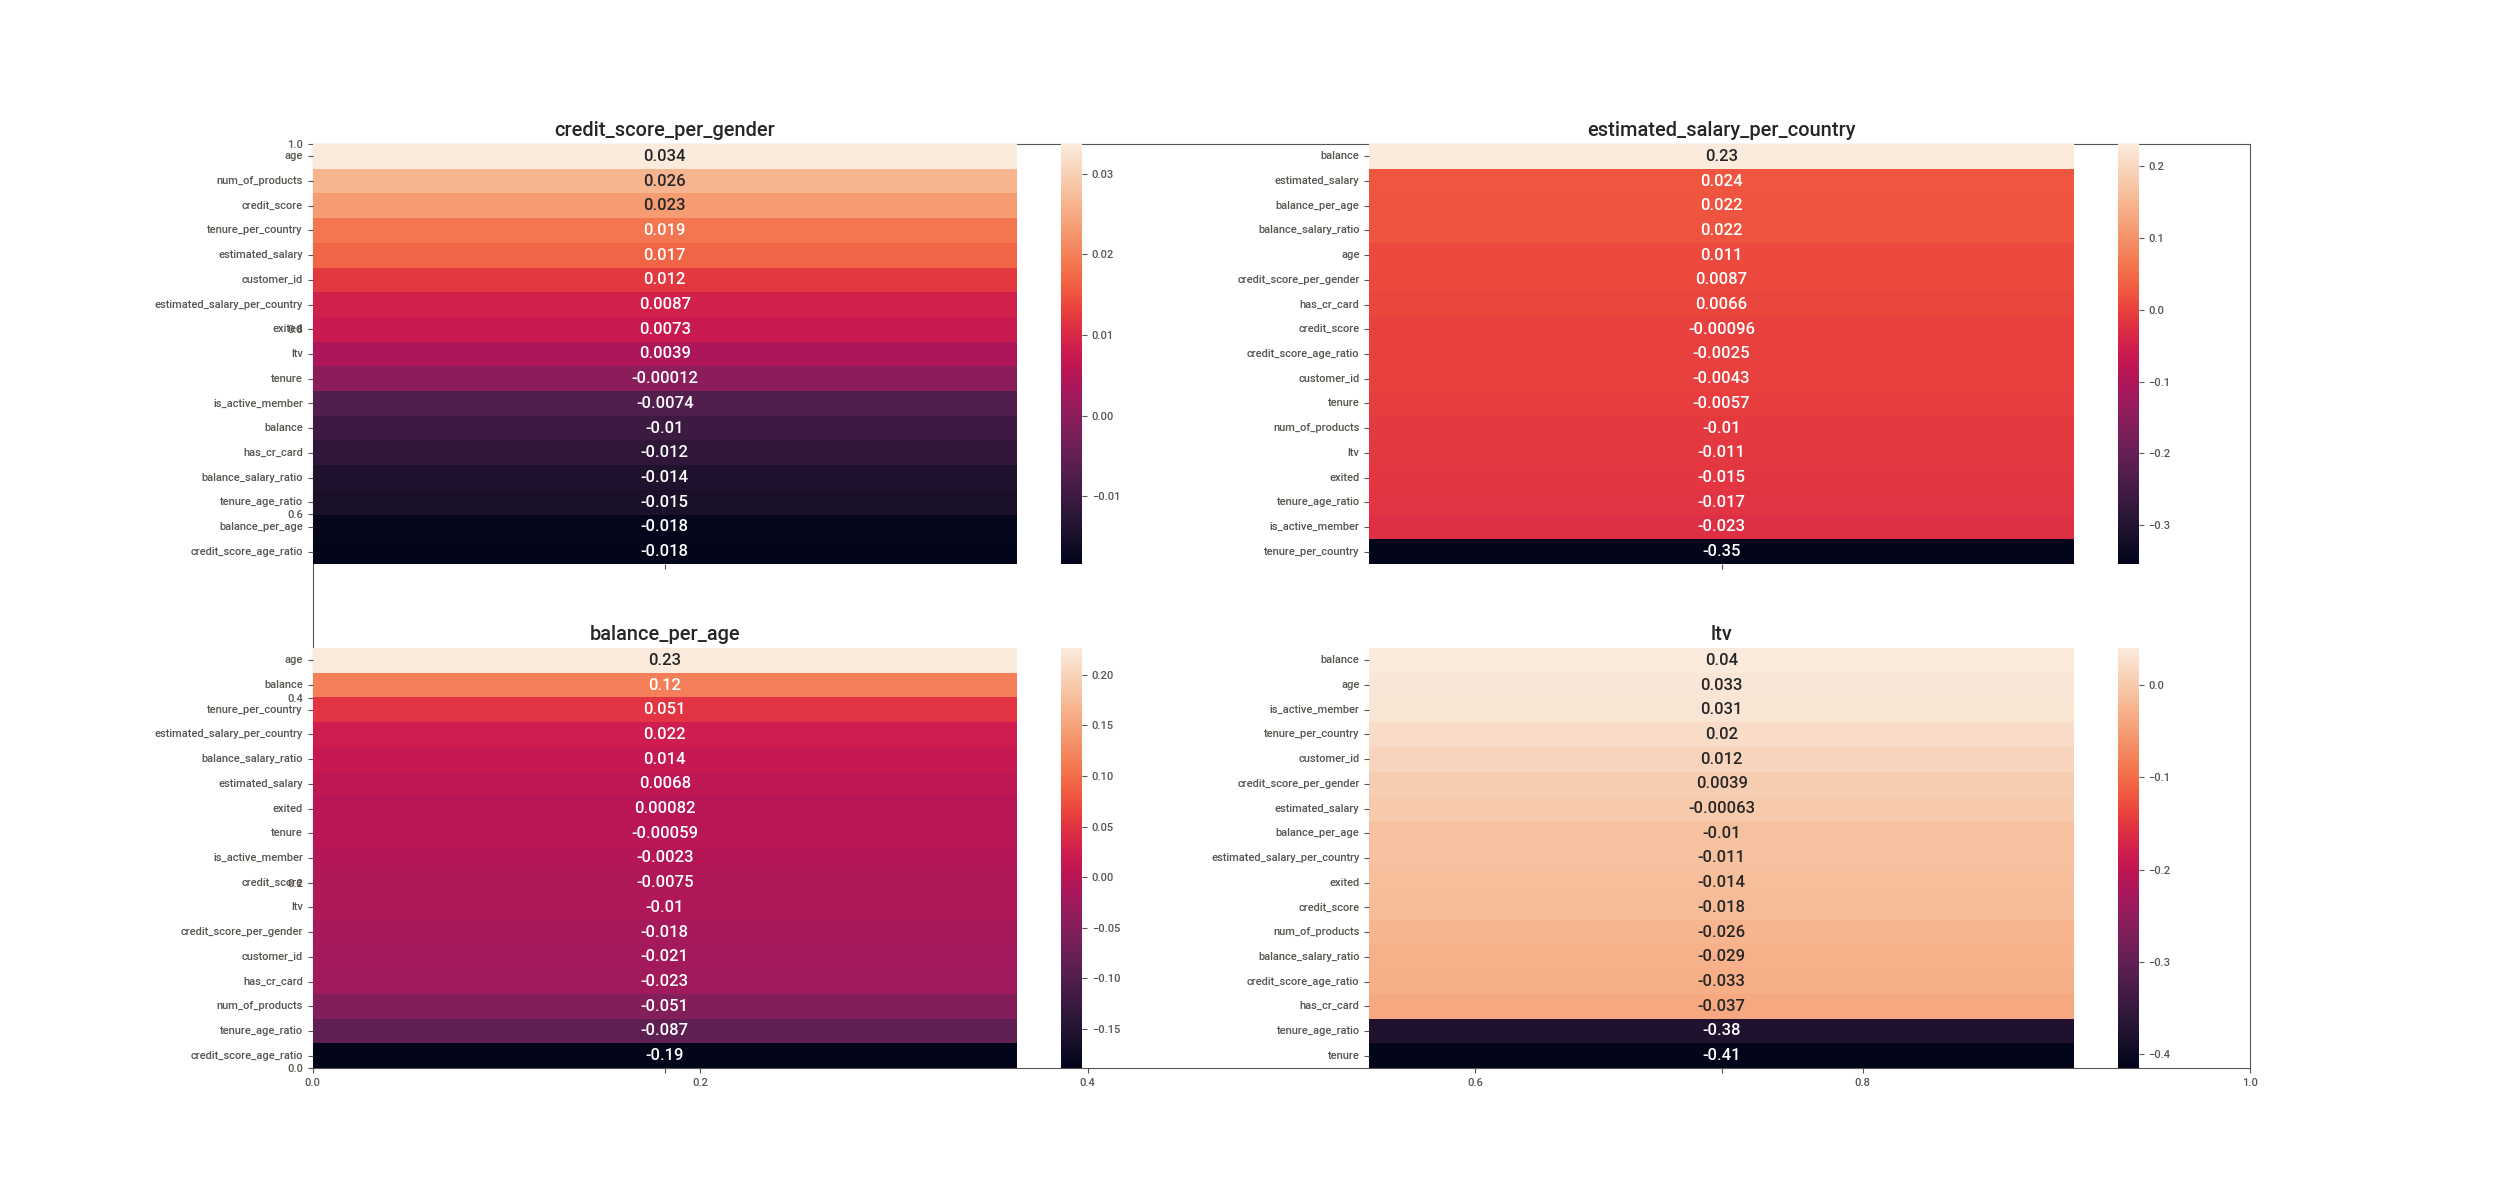 credit_score_per_gender
1.0
age 0.034
num_of_products 0.026
credit_score 0.023
tenure_per_country 0.019
estimated_salary 0.017
customer_id 0.012
estimated_salary_per_country 0.0087
exited 0.0073
ltv 0.0039
tenure -0.00012
is_active_member -0.0074
balance -0.01
has_cr_card -0.012
balance_salary_ratio -0.014
tenure_age_ratio -0.015
0.6
balance_per_age -0.018
credit_score_age_ratio -0.018
0.03
0.02
0.01
0.00
−0.01
estimated_salary_per_country
balance 0.23
estimated_salary 0.024
balance_per_age 0.022
balance_salary_ratio 0.022
age 0.011
credit_score_per_gender 0.0087
has_cr_card 0.0066
credit_score -0.00096
credit_score_age_ratio -0.0025
customer_id -0.0043
tenure -0.0057
num_of_products -0.01
ltv -0.011
exited -0.015
tenure_age_ratio -0.017
is_active_member -0.023
tenure_per_country -0.35
0.2
0.1
0.0
−0.1
−0.2
−0.3
balance_per_age
age 0.23
balance 0.12
0.4
tenure_per_country 0.051
estimated_salary_per_country 0.022
balance_salary_ratio 0.014
estimated_salary 0.0068
exited 0.00082
tenure -0.00059
is_active_member -0.0023
credit_score -0.0075
ltv -0.01
credit_score_per_gender -0.018
customer_id -0.021
has_cr_card -0.023
num_of_products -0.051
tenure_age_ratio -0.087
credit_score_age_ratio -0.19
0.0
0.20
0.15
0.10
0.05
0.00
−0.05
−0.10
−0.15
ltv
balance 0.04
age 0.033
is_active_member 0.031
tenure_per_country 0.02
customer_id 0.012
credit_score_per_gender 0.0039
estimated_salary -0.00063
balance_per_age -0.01
estimated_salary_per_country -0.011
exited -0.014
credit_score -0.018
num_of_products -0.026
balance_salary_ratio -0.029
credit_score_age_ratio -0.033
has_cr_card -0.037
tenure_age_ratio -0.38
tenure -0.41
0.0
−0.1
−0.2
−0.3
−0.4
0.0 0.2 0.4 0.6 0.8 1.0